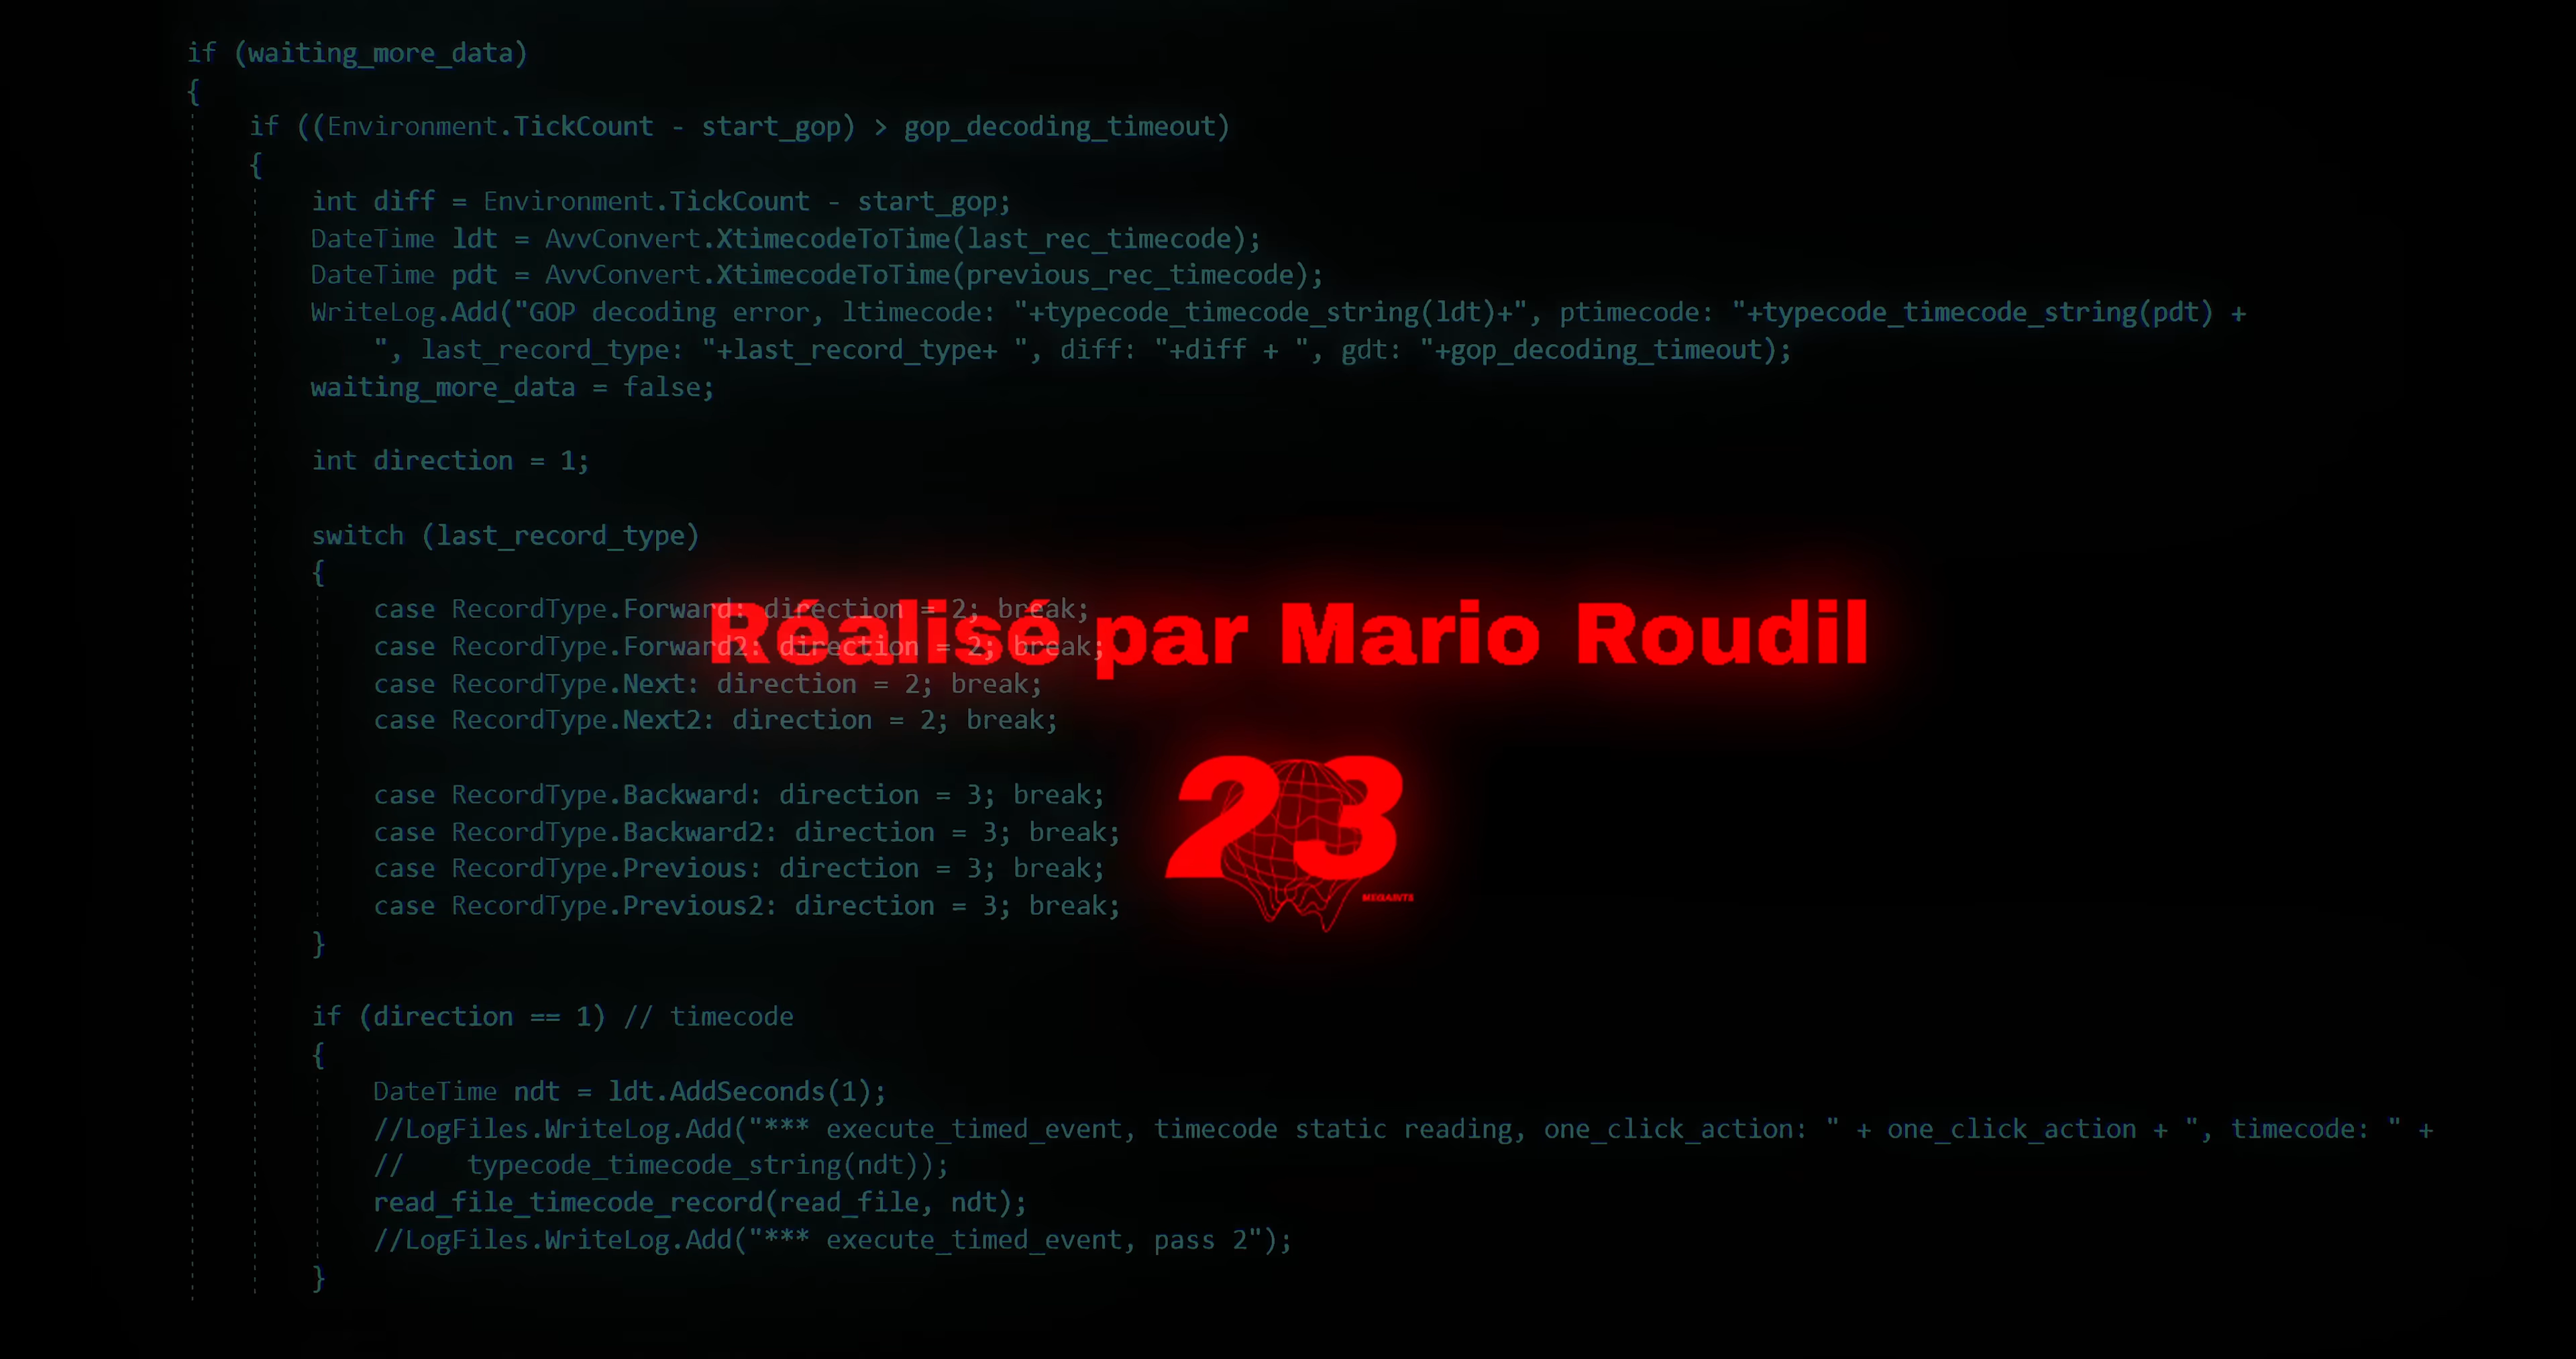 if (waiting_more_data)
{
if ((Environment.TickCount - start_gop) > gop_decoding_timeout)
{
int diff = Environment.TickCount - start_gop;
DateTime ldt = AvvConvert.XtimecodeToTime(last_rec_timecode);
DateTime pdt = AvvConvert.XtimecodeToTime(previous_rec_timecode);
WriteLog.Add("GOP decoding error, ltimecode: "+typecode_timecode_string(ldt)+", ptimecode: "+typecode_timecode_string(pdt) +
", last_record_type: "+last_record_type+ ", diff: "+diff + ", gdt: "+gop_decoding_timeout);
waiting_more_data = false;
int direction = 1;
switch (last_record_type)
{
case RecordType.Forward: direction = 2; break;
case RecordType.Forward2: direction = 2; break;
case RecordType.Next: direction = 2; break;
case RecordType.Next2: direction = 2; break;
case RecordType.Backward: direction = 3; break;
case RecordType.Backward2: direction = 3; break;
case RecordType.Previous: direction = 3; break;
case RecordType.Previous2: direction = 3; break;
}
if (direction == 1) // timecode
{
DateTime ndt = ldt.AddSeconds(1);
//LogFiles.WriteLog.Add("*** execute_timed_event, timecode static reading, one_click_action: " + one_click_action + ", timecode: " +
//    typecode_timecode_string(ndt));
read_file_timecode_record(read_file, ndt);
//LogFiles.WriteLog.Add("*** execute_timed_event, pass 2");
}
Réalisé par Mario Roudil
23